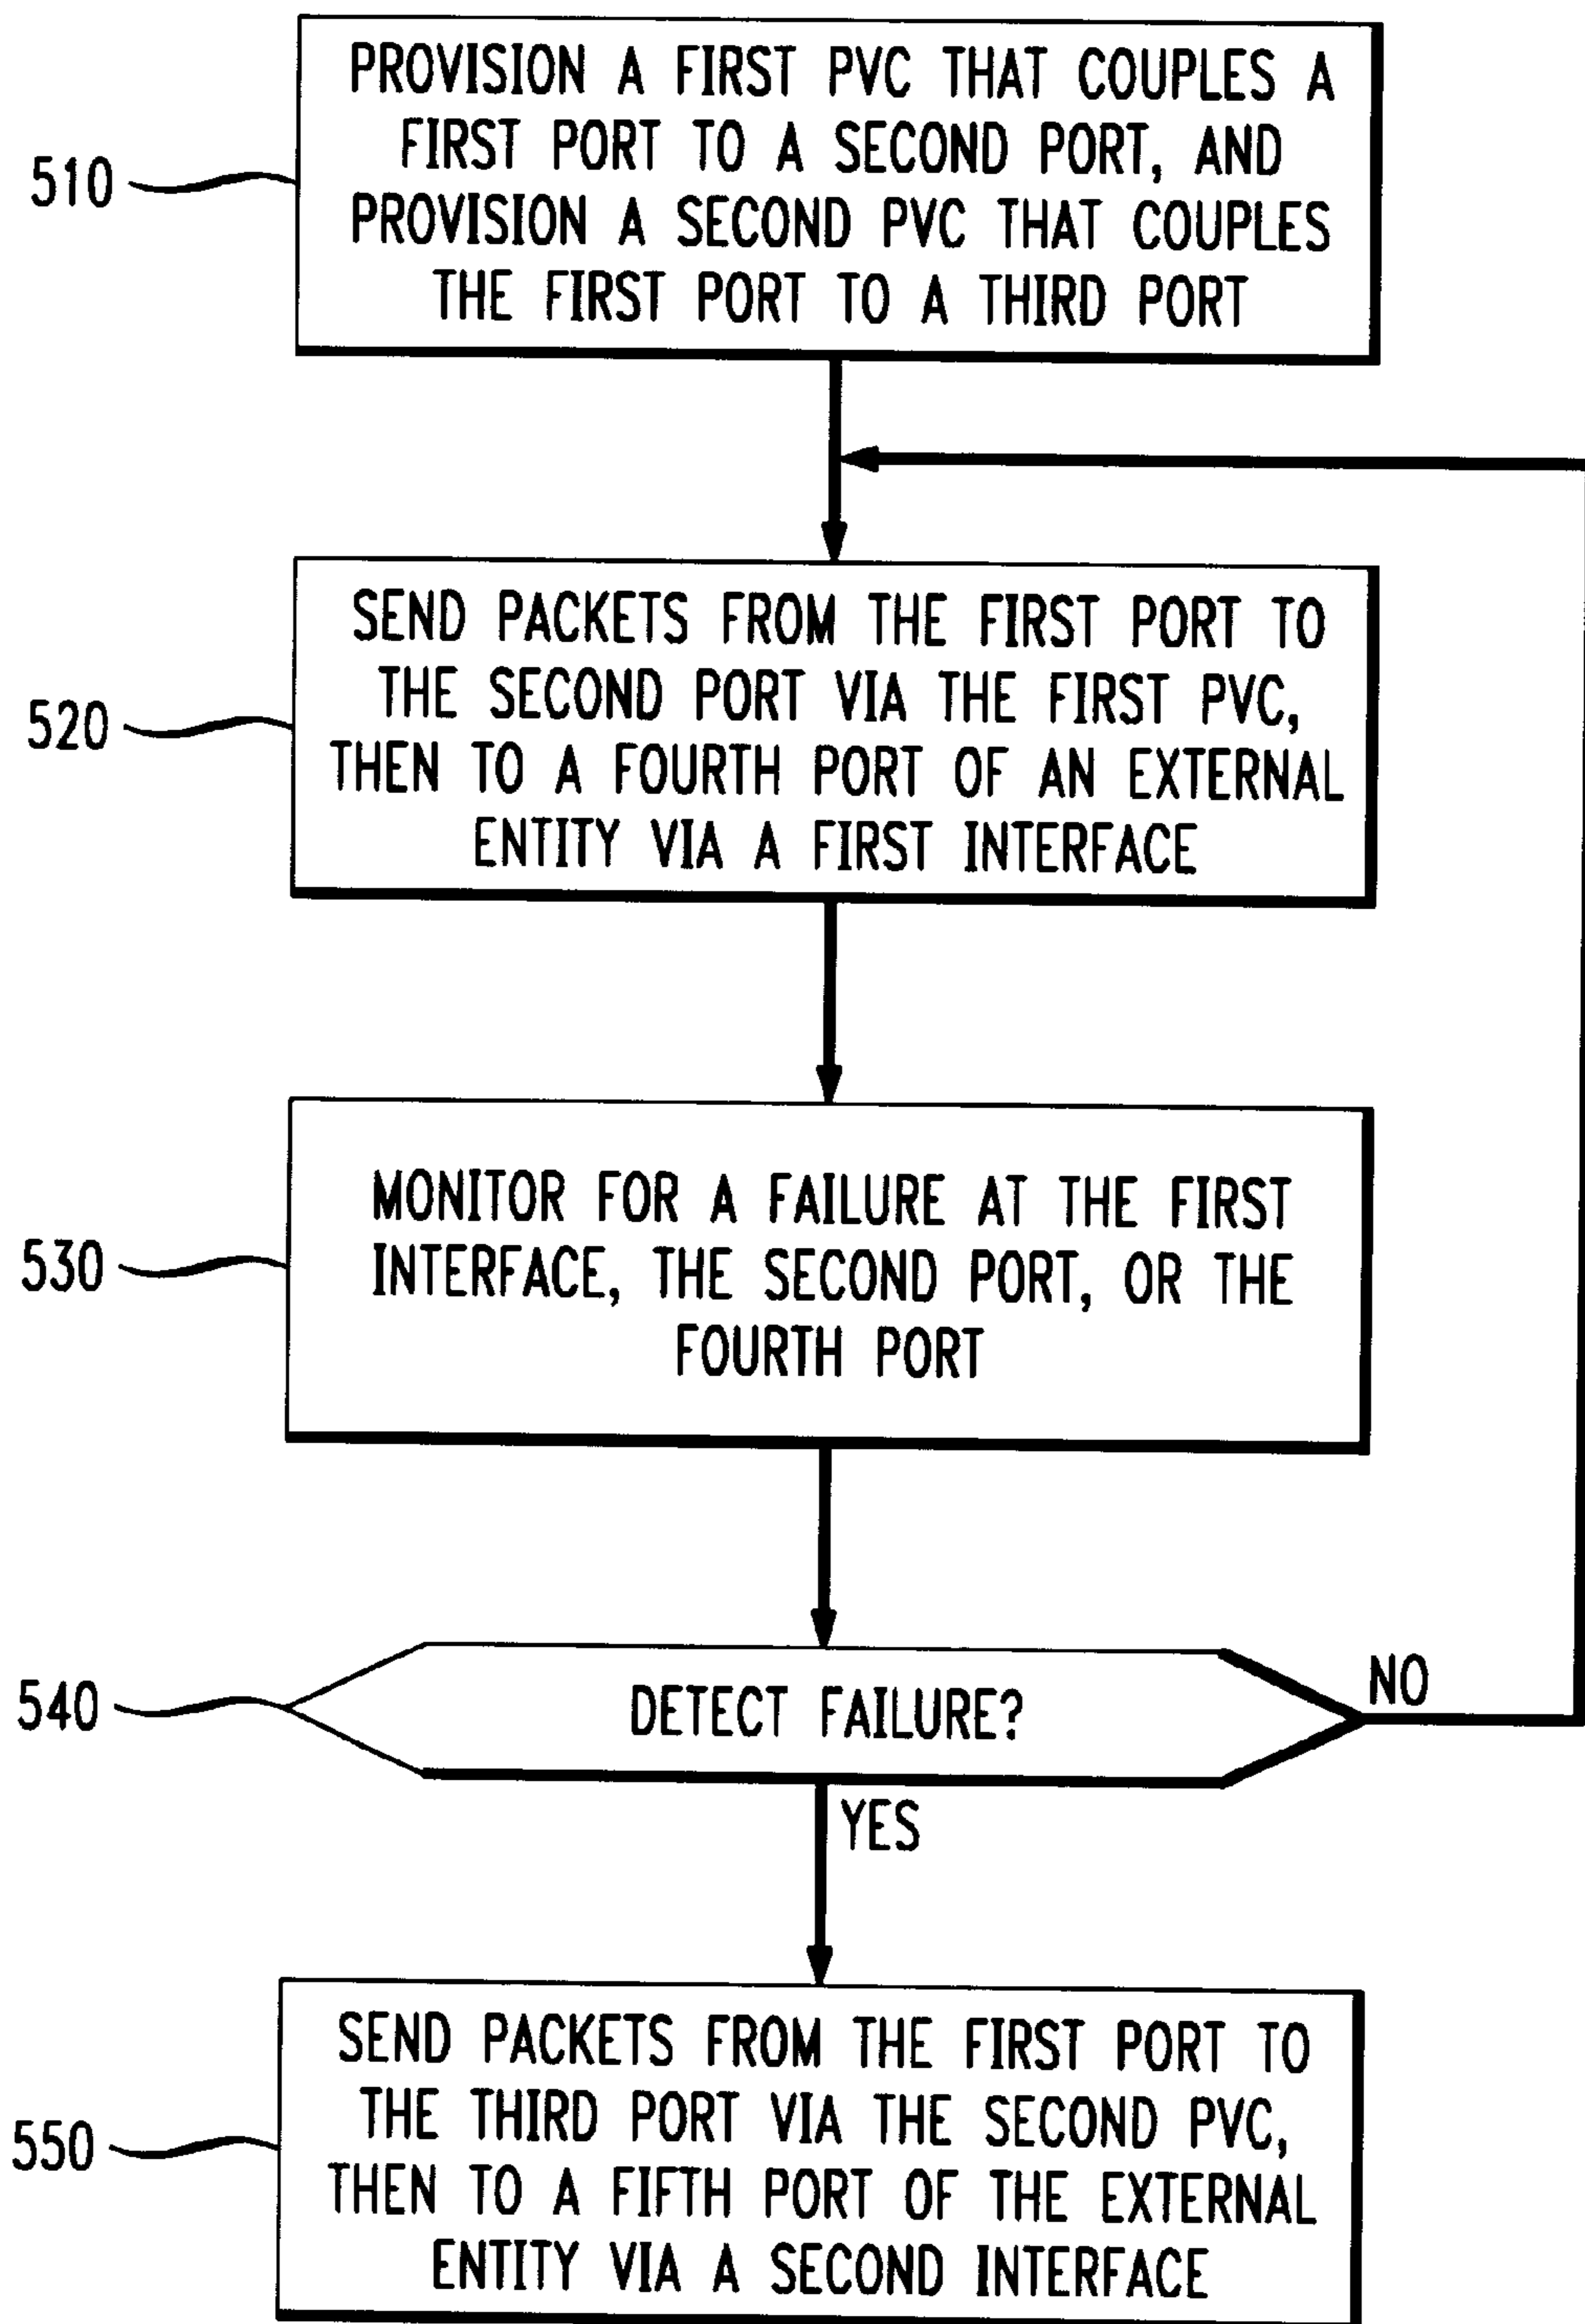 PROVISION A FIRST PVC THAT COUPLES A
FIRST PORT TO A SECOND PORT, AND
510
PROVISION A SECOND PVC THAT COUPLES
THE FIRST PORT TO A THIRD PORT
SEND PACKETS FROM THE FIRST PORT TO
THE SECOND PORT VIA THE FIRST PVC,
520
THEN TO A FOURTH PORT OF AN EXTERNAL
ENTITY VIA A FIRST INTERFACE
MONITOR FOR A FAILURE AT THE FIRST
530
INTERFACE, THE SECOND PORT, OR THE
FOURTH PORT
540
DETECT FAILURE?
NO
YES
SEND PACKETS FROM THE FIRST PORT TO
THE THIRD PORT VIA THE SECOND PVC,
550
THEN TO A FIFTH PORT OF THE EXTERNAL
ENTITY VIA A SECOND INTERFACE